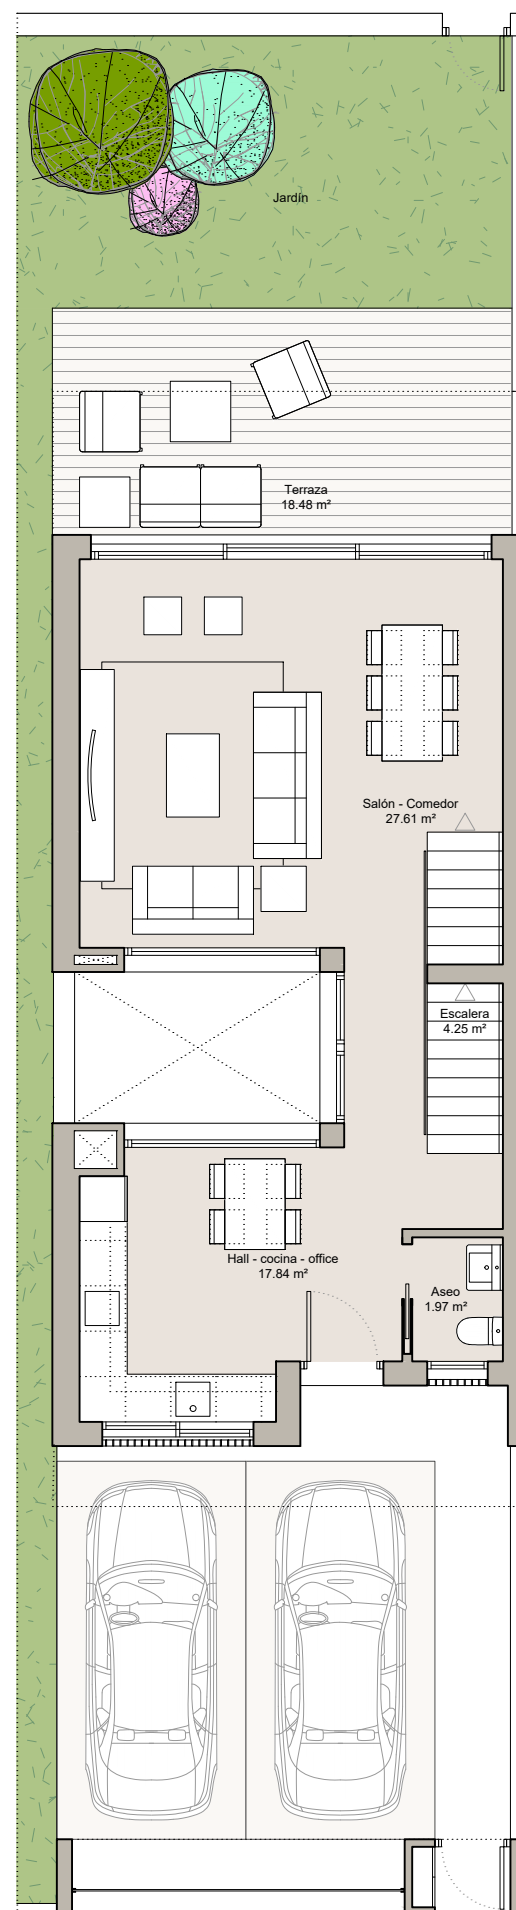 Jardín
Terraza
18.48 m²
Salón - Comedor
27.61 m²
Escalera
4.25 m²
Hall - cocina - office
17.84 m²
Aseo
1.97 m²